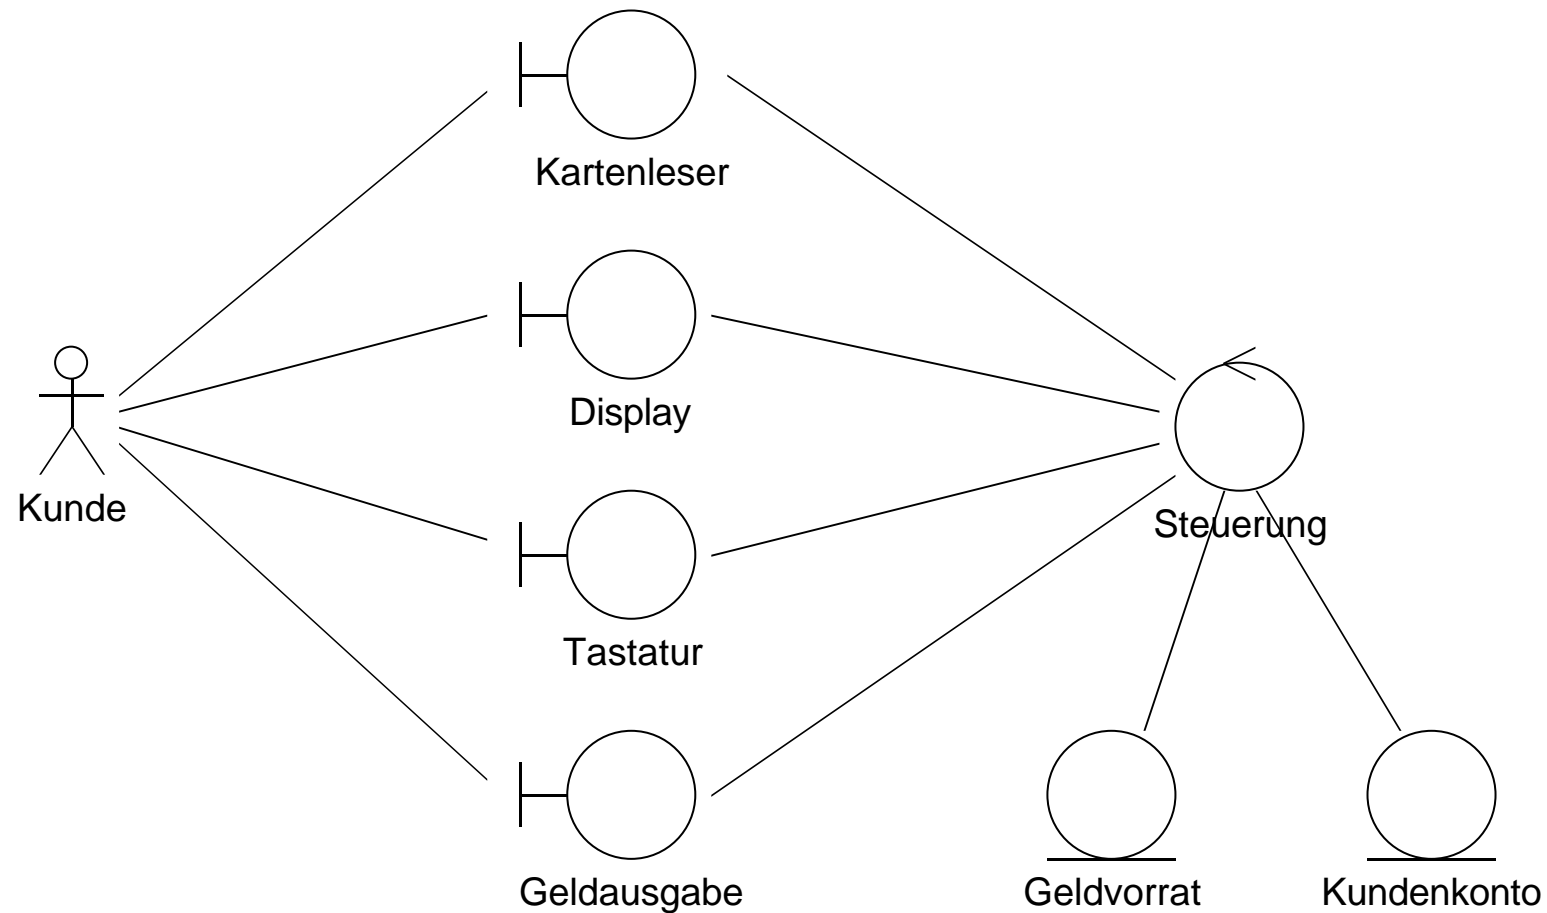 Kartenleser
Display
Kunde
Steuerung
Tastatur
Geldausgabe
Geldvorrat
Kundenkonto